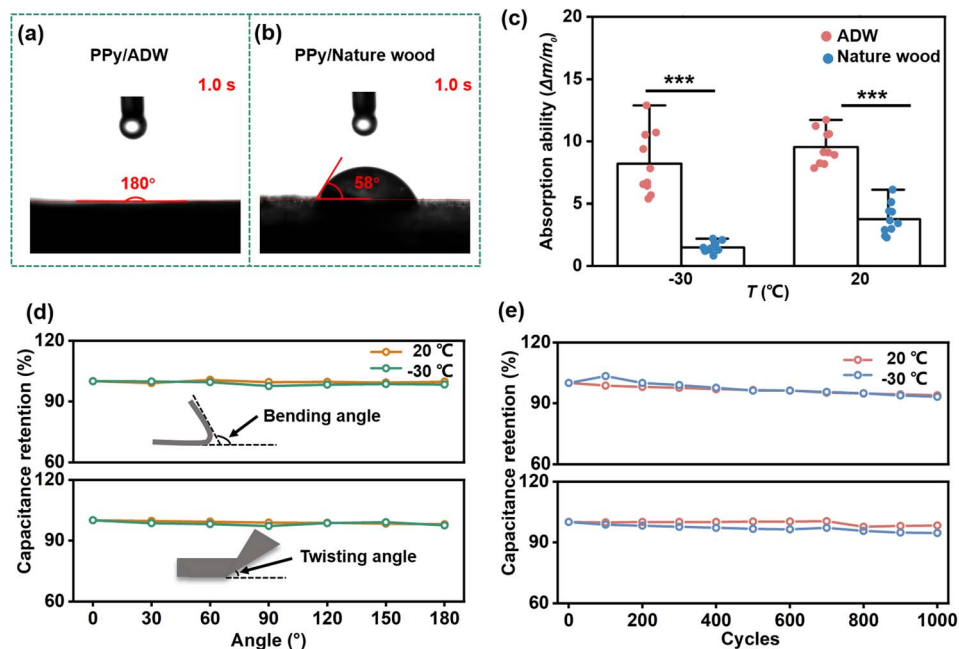 (a)
PPy/ADW
1.0 s
180°
(b)
PPy/Nature wood
1.0 s
58°
(c)
Absorption ability (Δm/m₀)
20
15
10
5
0
ADW
Nature wood
***
***
-30
20
T (℃)
(d)
Capacitance retention (%)
120
90
60
20 ℃
-30 ℃
Bending angle
120
90
60
Twisting angle
0 30 60 90 120 150 180
Angle (°)
(e)
Capacitance retention (%)
120
90
60
20 ℃
-30 ℃
120
90
60
0 200 400 600 800 1000
Cycles